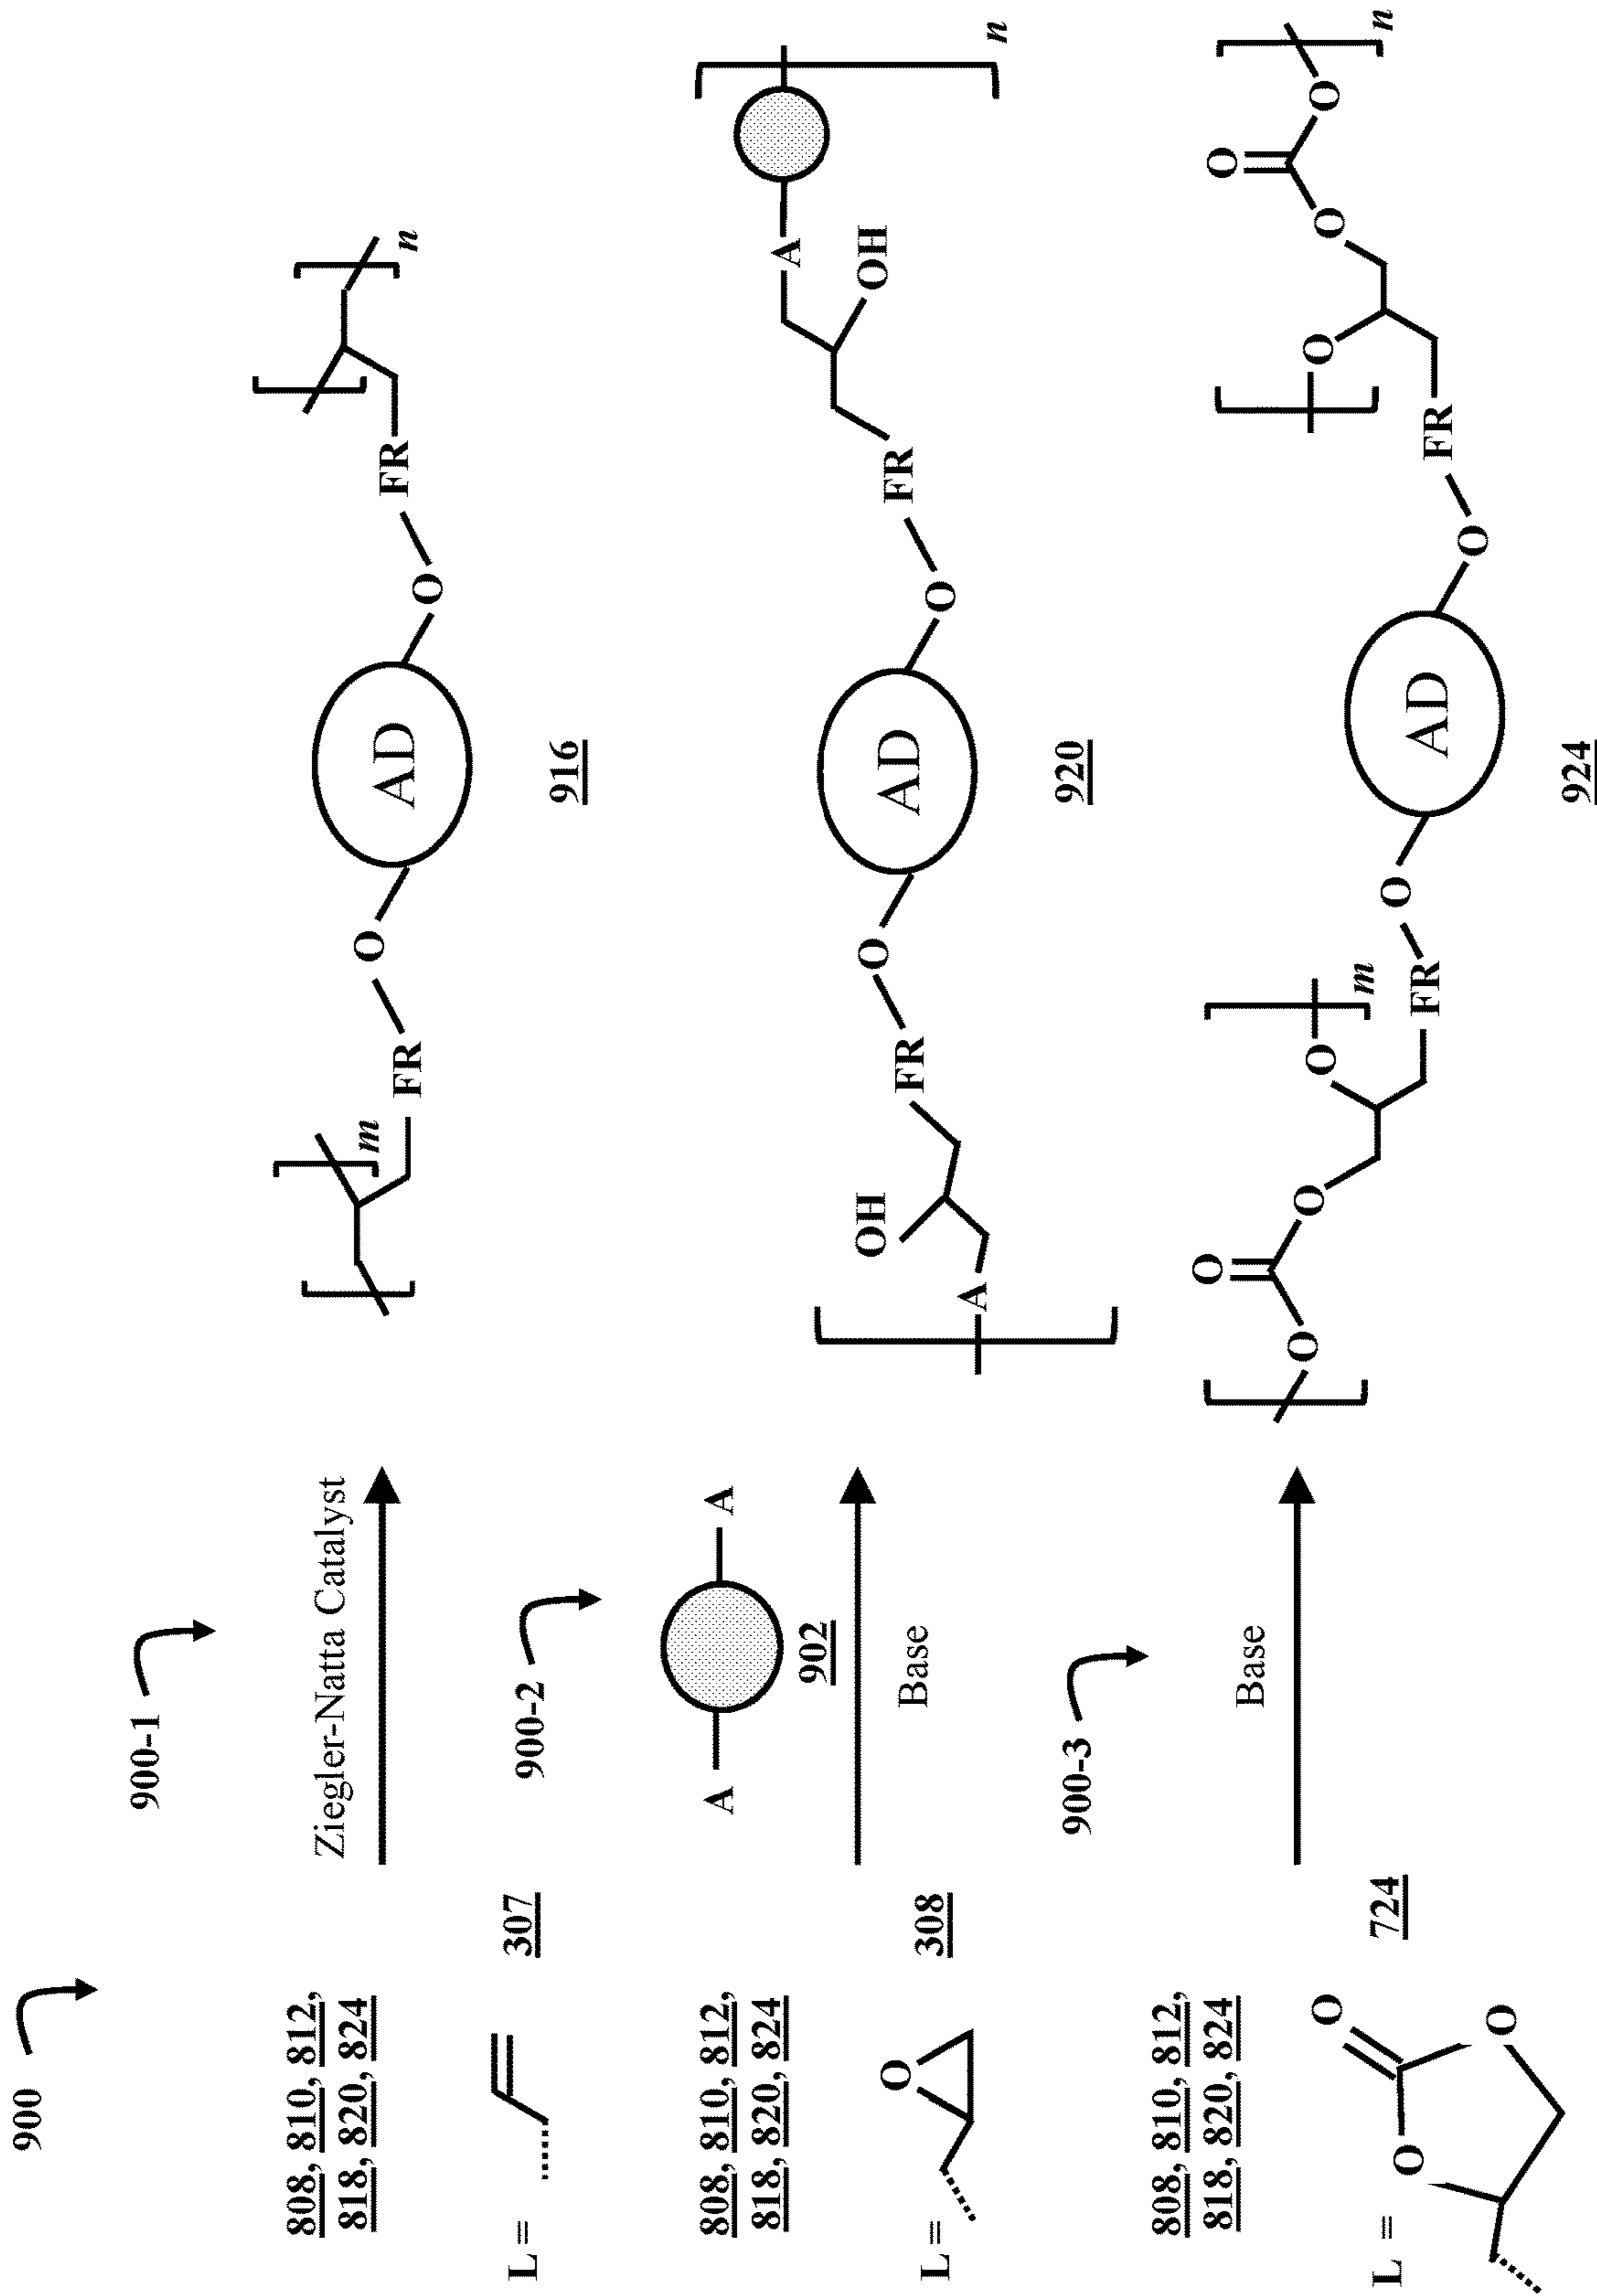 900
900-1
808, 810, 812,
818, 820, 824
L =
307
Ziegler-Natta Catalyst
m
FR
O
AD
O
FR
n
916
900-2
808, 810, 812,
818, 820, 824
L =
O
308
A
A
902
Base
A
OH
FR
O
AD
O
FR
OH
A
n
920
900-3
808, 810, 812,
818, 820, 824
L =
O
O
O
724
Base
O
O
O
O
m
FR
O
AD
O
FR
O
O
O
O
n
924